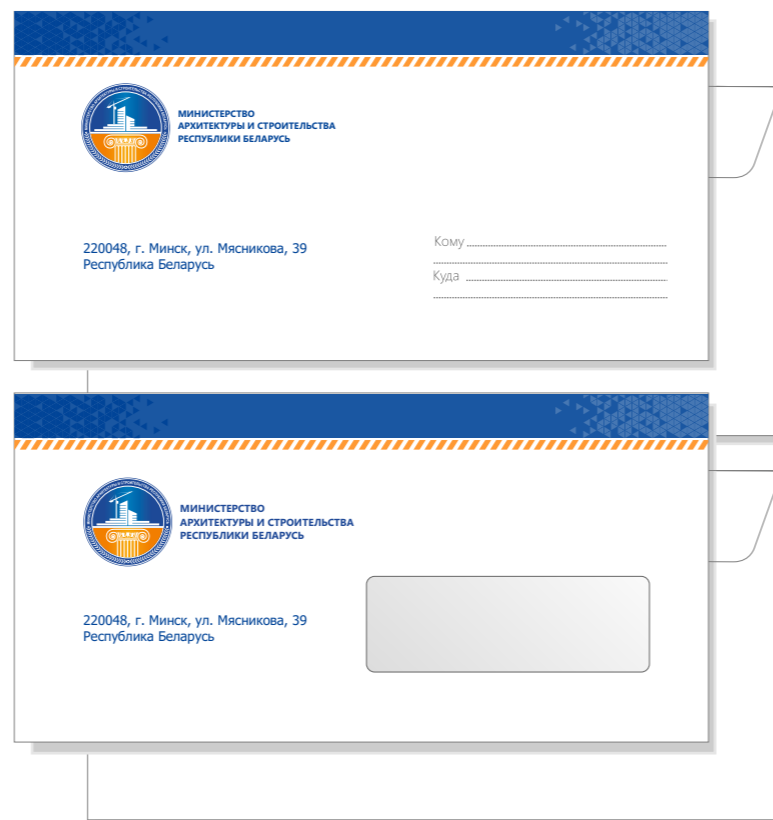 МИНИСТЕРСТВО
АРХИТЕКТУРЫ И СТРОИТЕЛЬСТВА
РЕСПУБЛИКИ БЕЛАРУСЬ
220048, г. Минск, ул. Мясникова, 39
Республика Беларусь
Кому
Куда
МИНИСТЕРСТВО
АРХИТЕКТУРЫ И СТРОИТЕЛЬСТВА
РЕСПУБЛИКИ БЕЛАРУСЬ
220048, г. Минск, ул. Мясникова, 39
Республика Беларусь